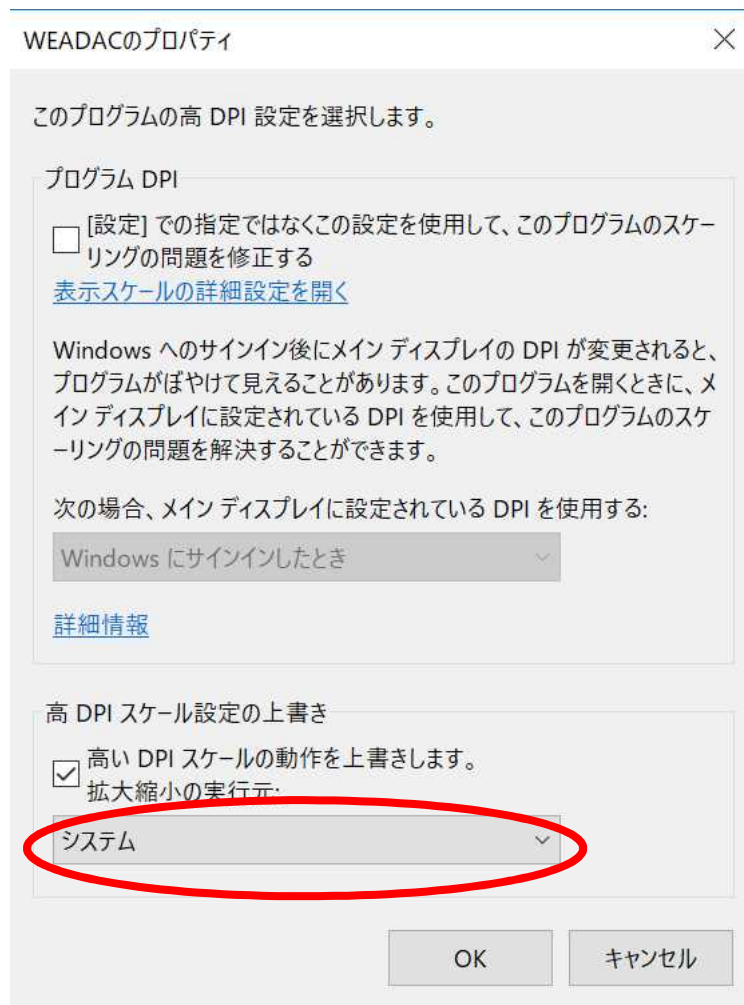 WEADACのプロパティ
このプログラムの高 DPI 設定を選択します。
プログラム DPI
[設定] での指定ではなくこの設定を使用して、このプログラムのスケー
リングの問題を修正する
表示スケールの詳細設定を開く
Windows へのサインイン後にメイン ディスプレイの DPI が変更されると、
プログラムがぼやけて見えることがあります。このプログラムを開くときに、メ
イン ディスプレイに設定されている DPI を使用して、このプログラムのスケ
ーリングの問題を解決することができます。
次の場合、メイン ディスプレイに設定されている DPI を使用する:
Windows にサインインしたとき
詳細情報
高 DPI スケール設定の上書き
高い DPI スケールの動作を上書きします。
拡大縮小の実行元:
システム
OK
キャンセル